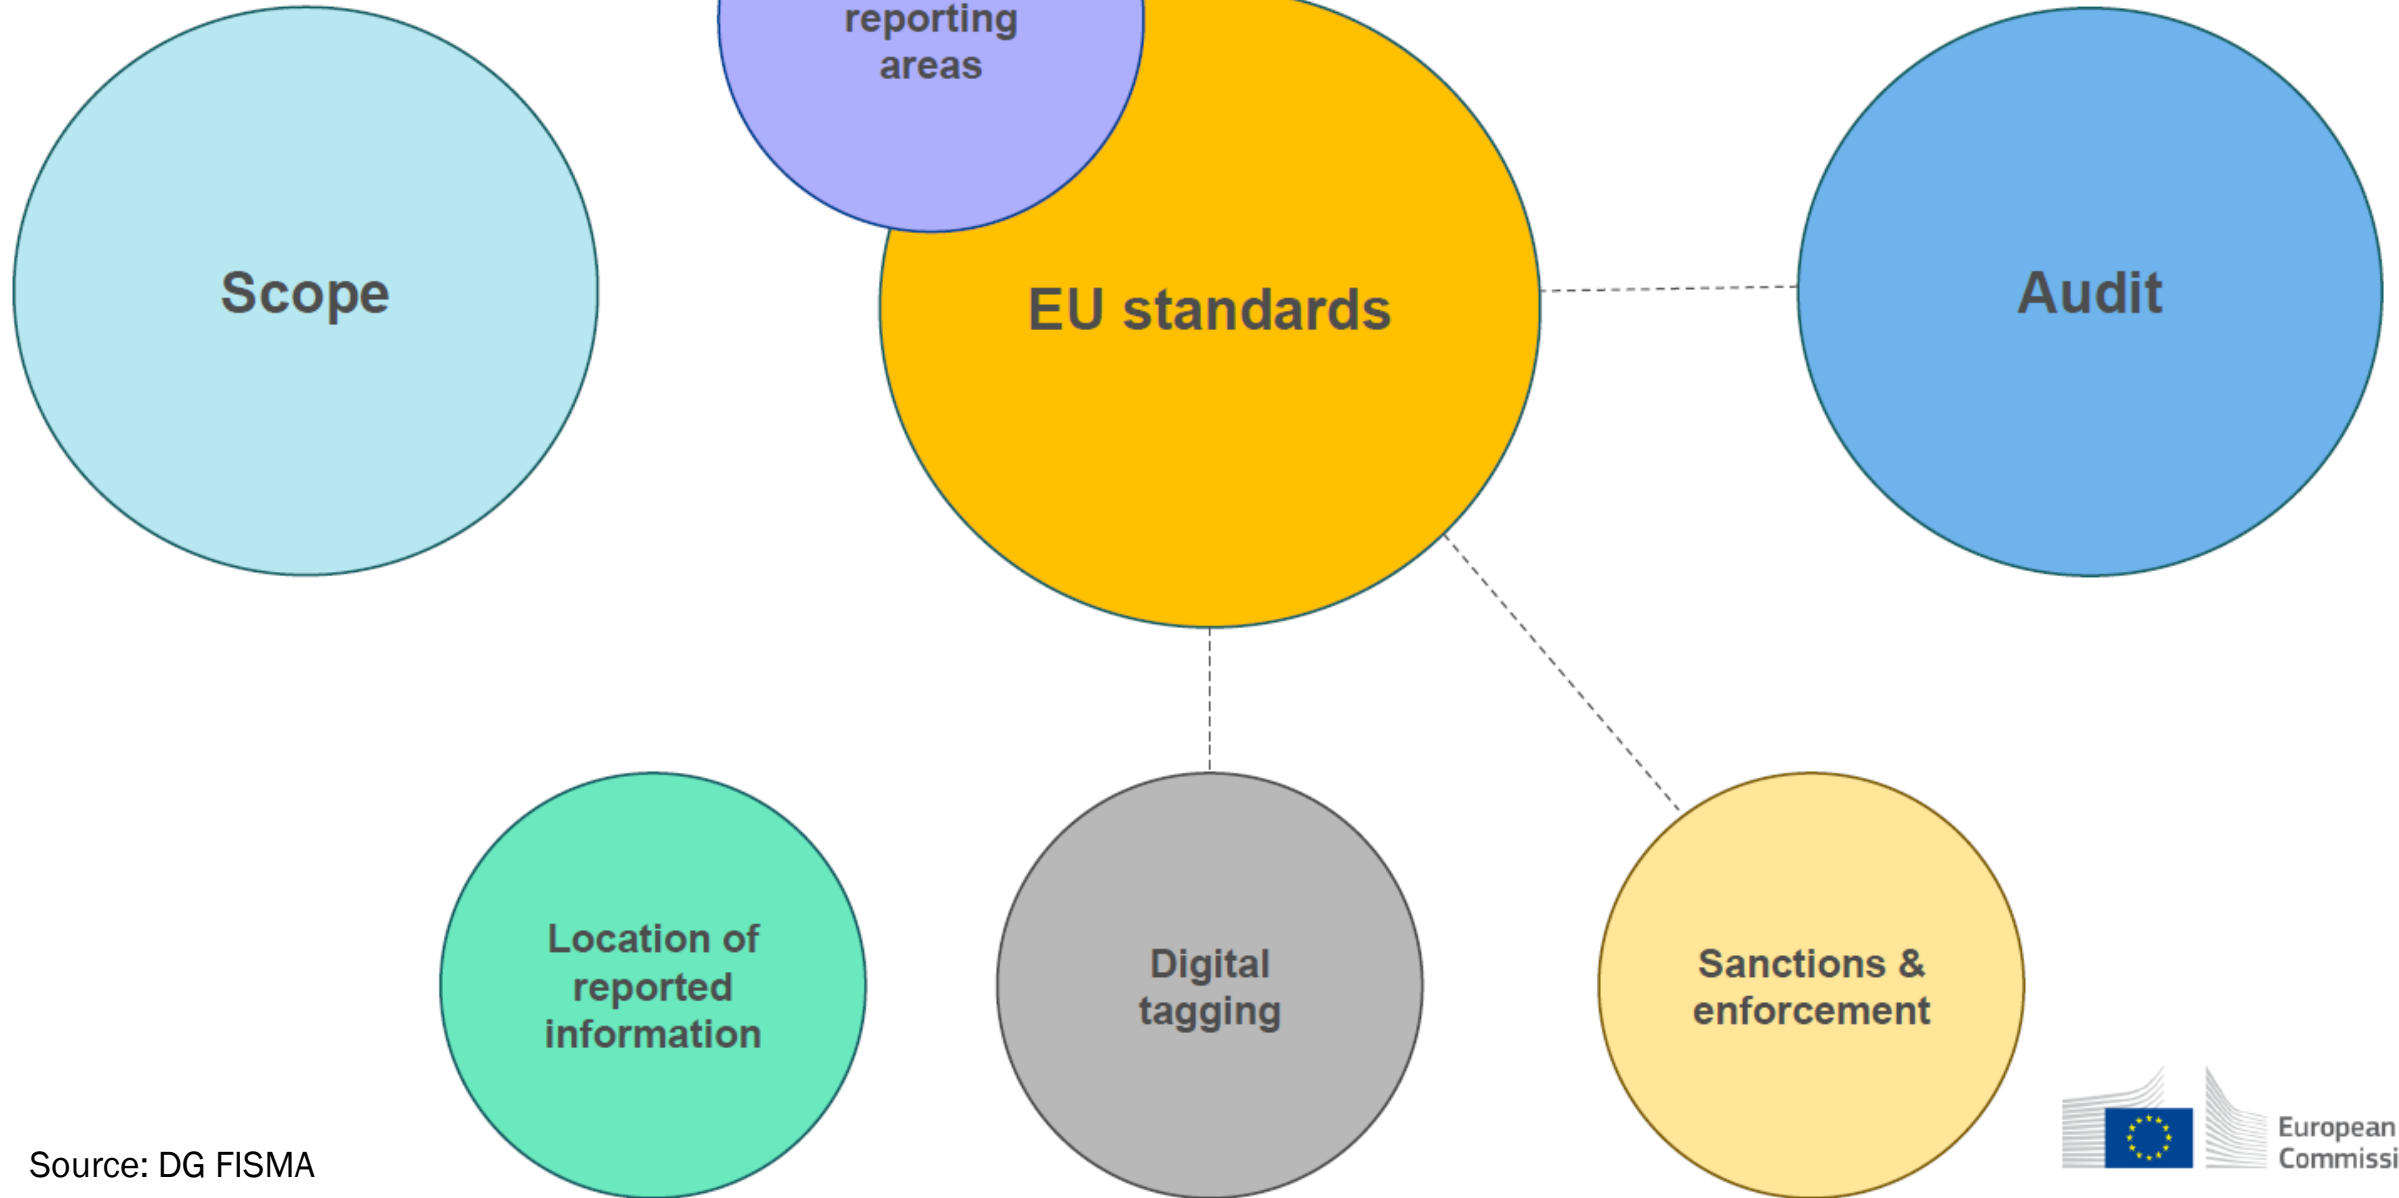 reporting
areas
Scope
EU standards
Audit
Location of
reported
information
Digital
tagging
Sanctions &
enforcement
Source: DG FISMA
European
Commissi